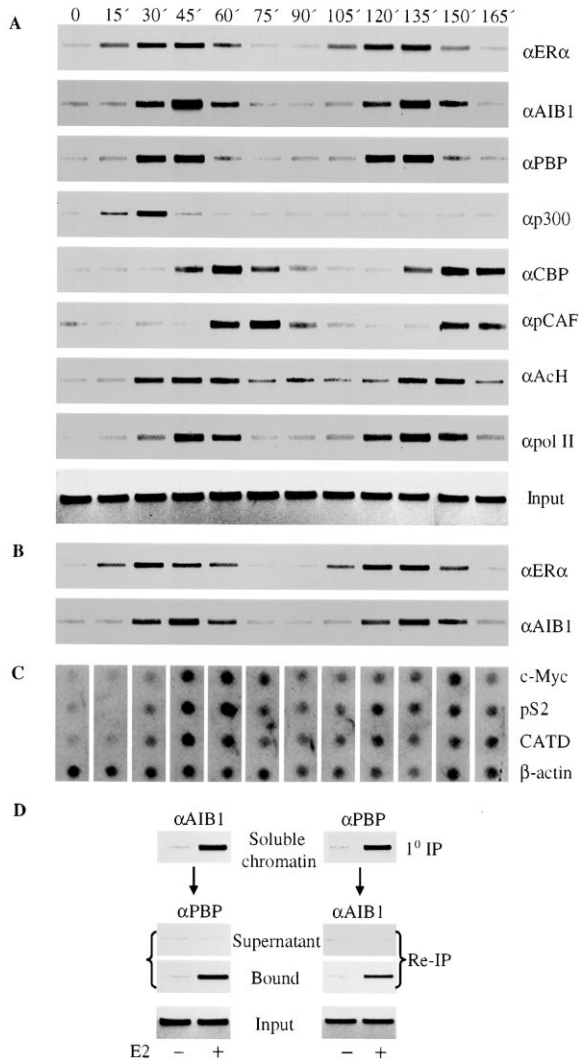 A 0 15´ 30´ 45´ 60´ 75´ 90´ 105´ 120´ 135´ 150´ 165´
αERα
αAIB1
αPBP
αp300
αCBP
αpCAF
αAcH
αpol II
Input
B
αERα
αAIB1
C c-Myc
pS2
CATD
β-actin
D
αAIB1 αPBP
Soluble chromatin 1⁰ IP
αPBP αAIB1
Supernatant
Re-IP
Bound
Input
E2 − + − +